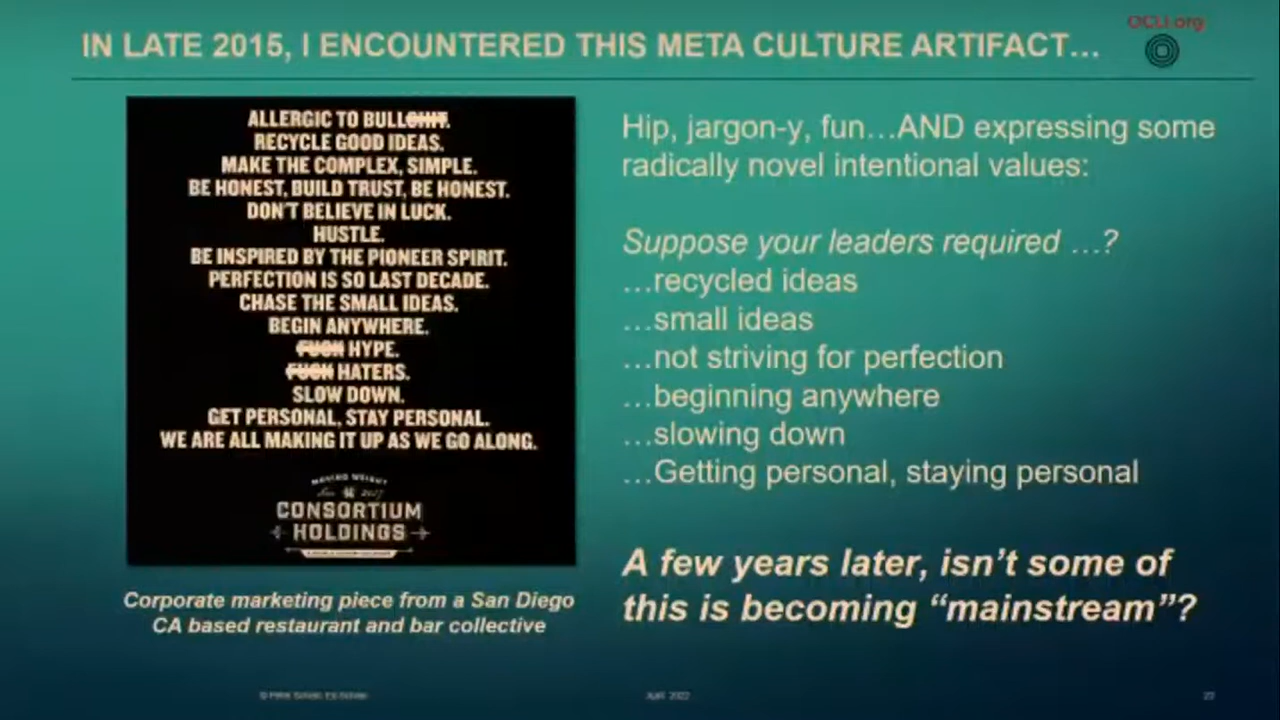 OCLI.org
IN LATE 2015, I ENCOUNTERED THIS META CULTURE ARTIFACT…
ALLERGIC TO BULLSHIT.
RECYCLE GOOD IDEAS.
MAKE THE COMPLEX, SIMPLE.
BE HONEST, BUILD TRUST, BE HONEST.
DON'T BELIEVE IN LUCK.
HUSTLE.
BE INSPIRED BY THE PIONEER SPIRIT.
PERFECTION IS SO LAST DECADE.
CHASE THE SMALL IDEAS.
BEGIN ANYWHERE.
FUCK HYPE.
FUCK HATERS.
SLOW DOWN.
GET PERSONAL, STAY PERSONAL.
WE ARE ALL MAKING IT UP AS WE GO ALONG.
CONSORTIUM
HOLDINGS
Corporate marketing piece from a San Diego
CA based restaurant and bar collective
Hip, jargon-y, fun…AND expressing some
radically novel intentional values:
Suppose your leaders required …?
…recycled ideas
…small ideas
…not striving for perfection
…beginning anywhere
…slowing down
…Getting personal, staying personal
A few years later, isn't some of
this is becoming “mainstream”?
April 2022